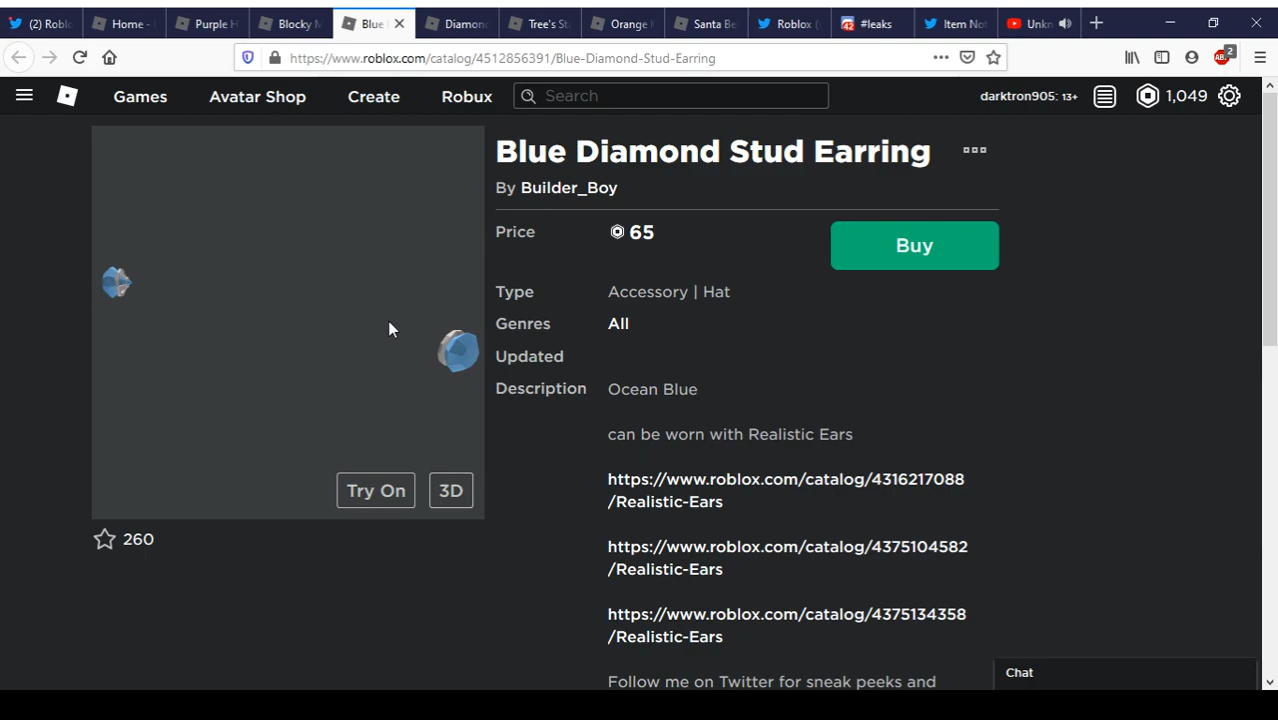 (2) Robl
Home -
Purple H
Blocky M
Blue
Diamon
Tree's St
Orange
Santa Be
Roblox (
#leaks
Item Not
Unkn
https://www.roblox.com/catalog/4512856391/Blue-Diamond-Stud-Earring
2
Games
Avatar Shop
Create
Robux
Search
darktron905: 13+
1,049
Blue Diamond Stud Earring
By Builder_Boy
Price 65
Buy
Type Accessory | Hat
Genres All
Updated
Description Ocean Blue
can be worn with Realistic Ears
https://www.roblox.com/catalog/4316217088
/Realistic-Ears
https://www.roblox.com/catalog/4375104582
/Realistic-Ears
https://www.roblox.com/catalog/4375134358
/Realistic-Ears
Follow me on Twitter for sneak peeks and
Try On
3D
260
Chat